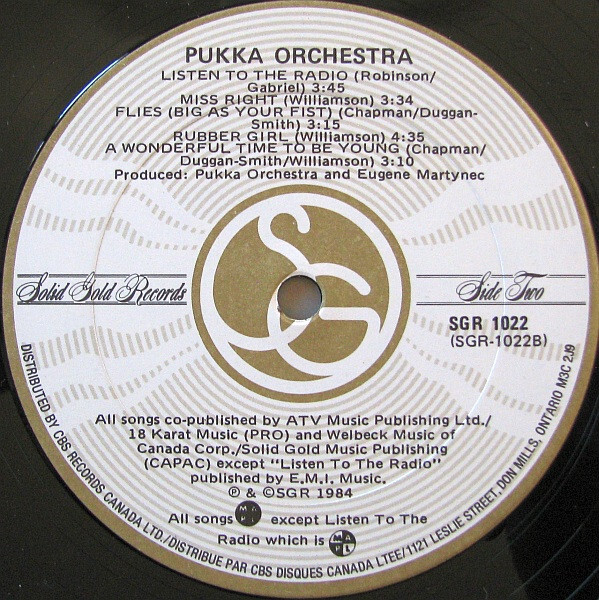 PUKKA ORCHESTRA
LISTEN TO THE RADIO (Robinson/
Gabriel) 3:45
MISS RIGHT (Williamson) 3:34
FLIES (BIG AS YOUR FIST) (Chapman/Duggan-
Smith) 3:15
RUBBER GIRL (Williamson) 4:35
A WONDERFUL TIME TO BE YOUNG (Chapman/
Duggan-Smith/Williamson) 3:10
Produced: Pukka Orchestra and Eugene Martynec
SG
Solid Gold Records
Side Two
SGR 1022
(SGR-1022B)
All songs co-published by ATV Music Publishing Ltd./
18 Karat Music (PRO) and Welbeck Music of
Canada Corp./Solid Gold Music Publishing
(CAPAC) except "Listen To The Radio"
published by E.M.I. Music.
℗ & ©SGR 1984
All songs MAPL except Listen To The
Radio which is MAPL
DISTRIBUTED BY CBS RECORDS CANADA LTD./DISTRIBUE PAR CBS DISQUES CANADA LTEE/1121 LESLIE STREET, DON MILLS, ONTARIO M3C 2J9